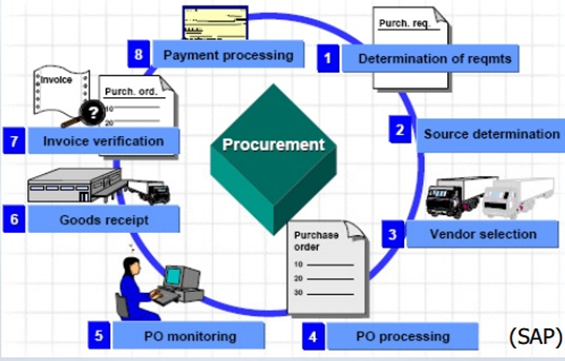 Purch. req.
1 Determination of reqmts
2 Source determination
3 Vendor selection
Purchase
order
10
20
30
4 PO processing
5 PO monitoring
6 Goods receipt
Invoice
Purch. ord.
10
20
?
7 Invoice verification
8 Payment processing
Procurement
(SAP)